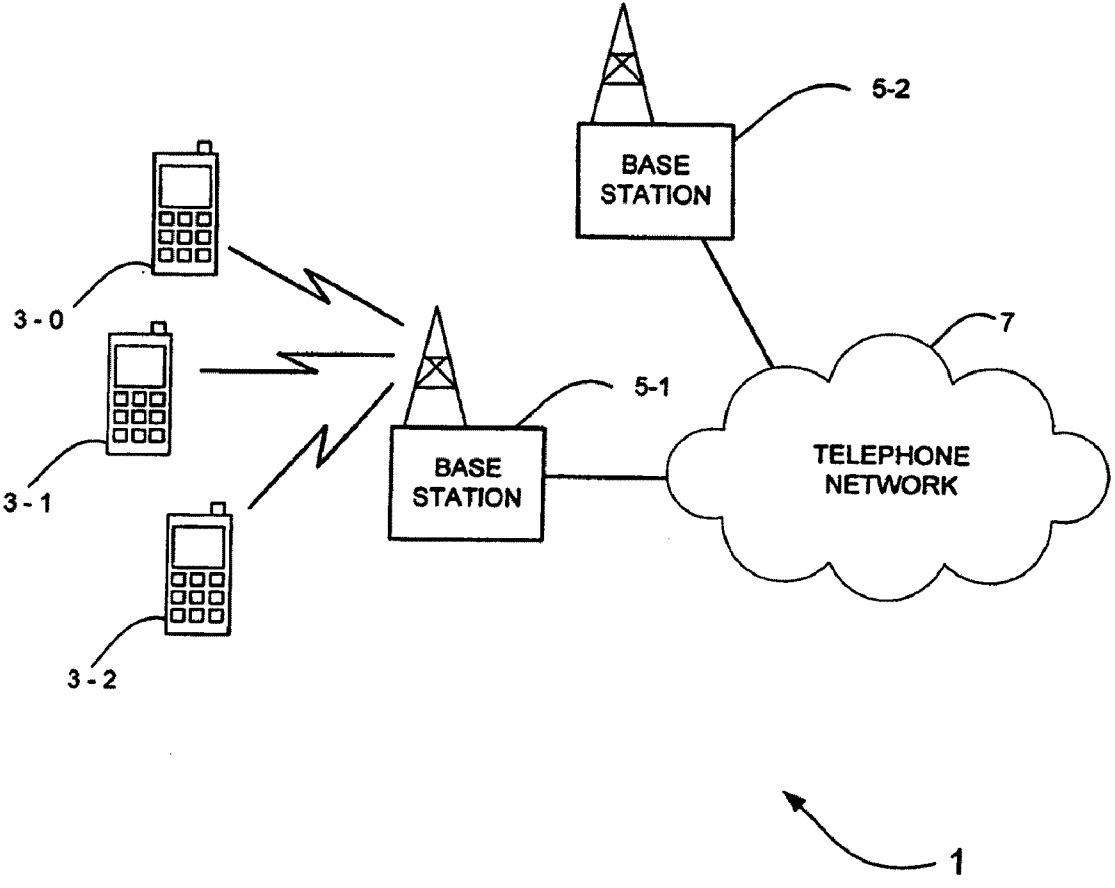 5-2
BASE
STATION
3 - 0
7
5-1
TELEPHONE
NETWORK
BASE
STATION
3 - 1
3 - 2
1